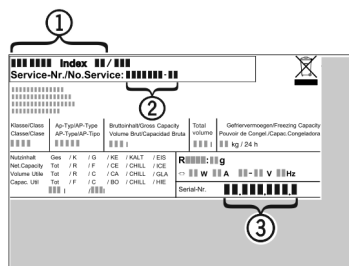 1
Index /
Service-Nr./No.Service: -
2
Klasse/Class Ap-Typ/AP-Type Bruttoinhalt/Gross Capacity Total Gefriervermoegen/Freezing Capacity
Classe/Clase AP-Type/AP-Tipo Volume Brut/Capacidad Bruta volume Pouvoir de Congel./Capac.Congeladora
l l kg / 24 h
Nutzinhalt Ges / K / G / KE / KALT / EIS
Net.Capacity Tot / R / F / CE / CHILL / ICE
Volume Utile Tot / R / C / CA / CHILL / GLA
Capac. Util Tot / F / C / BO / CHILL / HIE
l / l
R : g
W A - V Hz
Serial-Nr. . . .
3